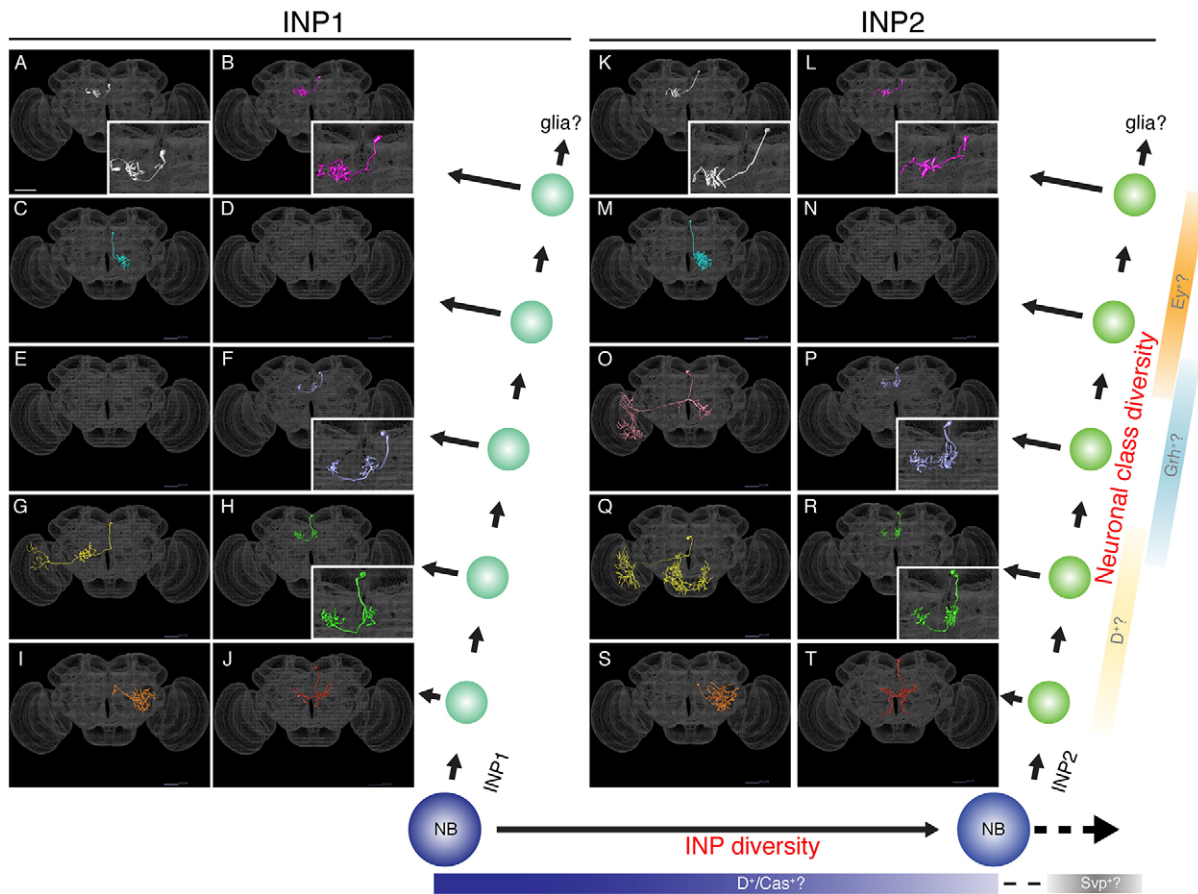 INP1
INP2
A
B
K
L
glia?
glia?
C
D
M
N
E
F
O
P
G
H
Q
R
I
J
S
T
Neuronal class diversity
Ey⁺?
Grh⁺?
D⁺?
INP1
INP2
NB
NB
INP diversity
D⁺/Cas⁺?
Svp⁺?